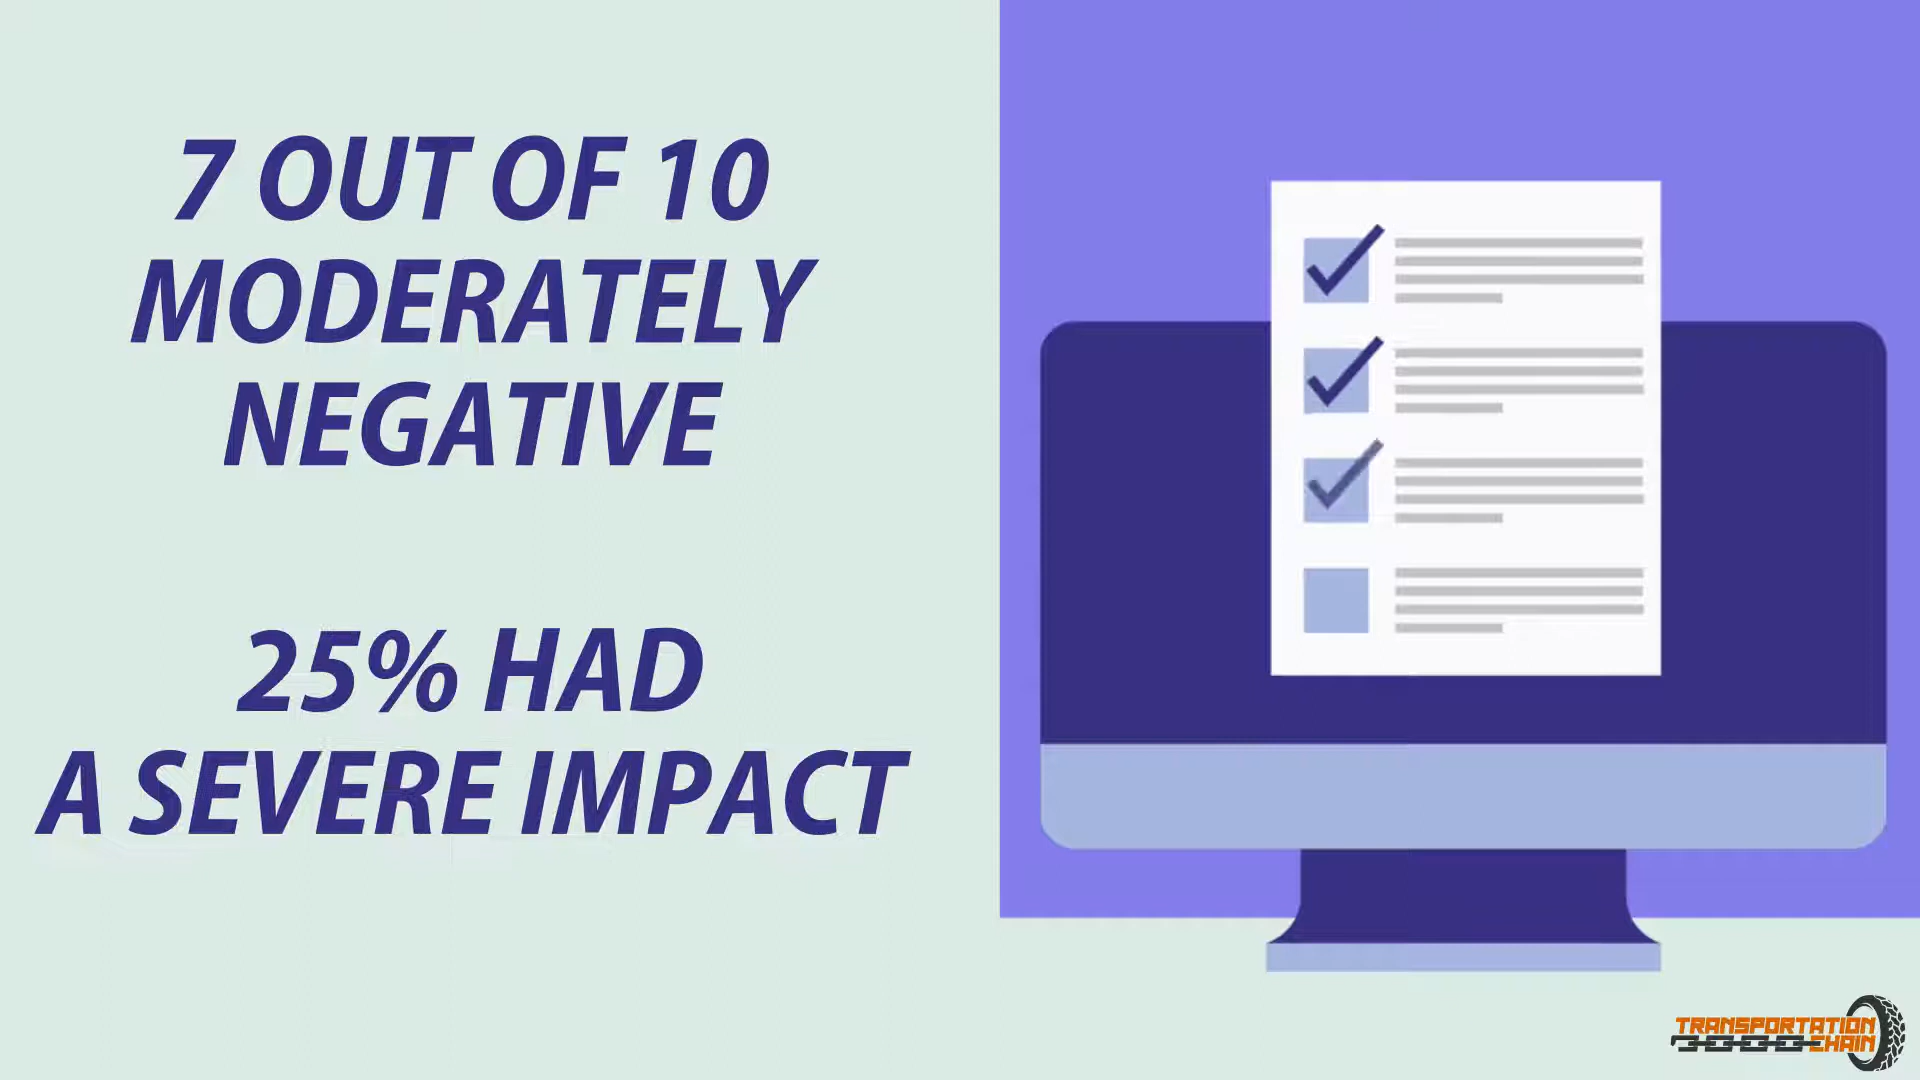 7 OUT OF 10
MODERATELY
NEGATIVE
25% HAD
A SEVERE IMPACT
TRANSPORTATION
CHAIN